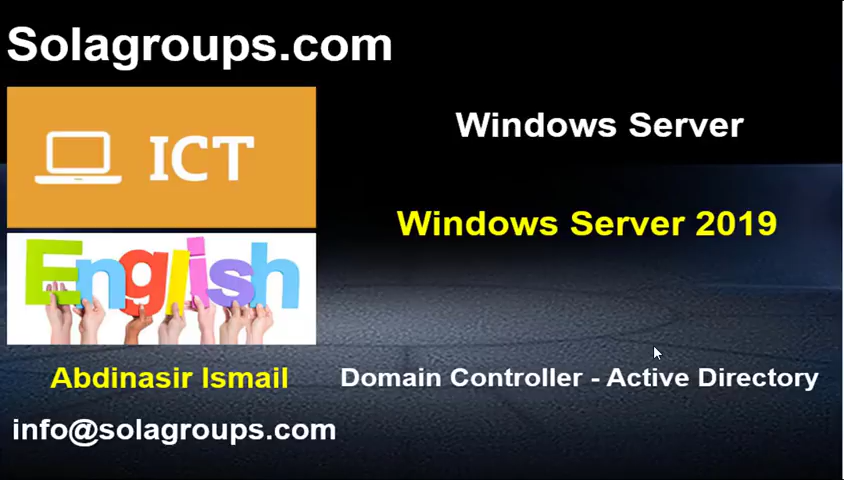 Solagroups.com
ICT
Windows Server
Windows Server 2019
English
Abdinasir Ismail
Domain Controller - Active Directory
info@solagroups.com